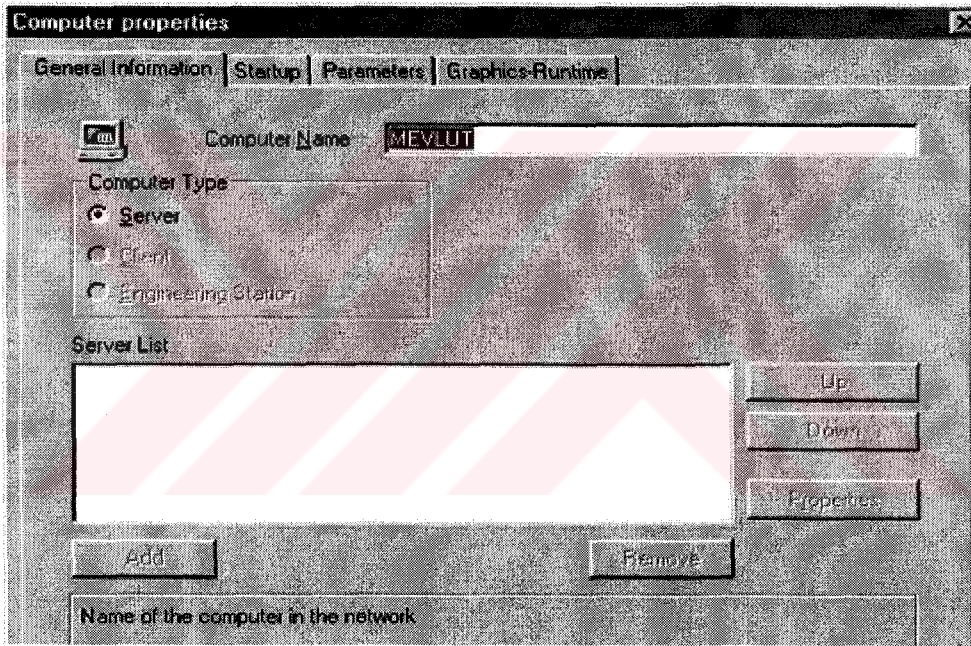 Computer properties
General Information Startup Parameters Graphics-Runtime
Computer Name MEVLUT
Computer Type
Server
Client
Engineering Station
Server List
Up
Down
Properties
Add Remove
Name of the computer in the network